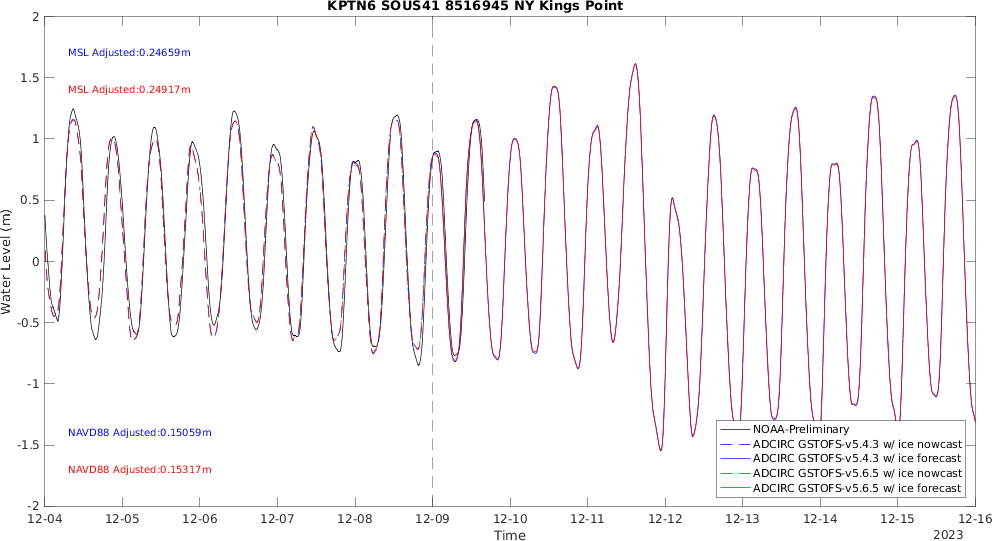 KPTN6 SOUS41 8516945 NY Kings Point
2
1.5
1
0.5
0
-0.5
-1
-1.5
-2
Water Level (m)
MSL Adjusted:0.24659m
MSL Adjusted:0.24917m
NAVD88 Adjusted:0.15059m
NAVD88 Adjusted:0.15317m
NOAA-Preliminary
ADCIRC GSTOFS-v5.4.3 w/ ice nowcast
ADCIRC GSTOFS-v5.4.3 w/ ice forecast
ADCIRC GSTOFS-v5.6.5 w/ ice nowcast
ADCIRC GSTOFS-v5.6.5 w/ ice forecast
12-04 12-05 12-06 12-07 12-08 12-09 12-10 12-11 12-12 12-13 12-14 12-15 12-16
Time
2023